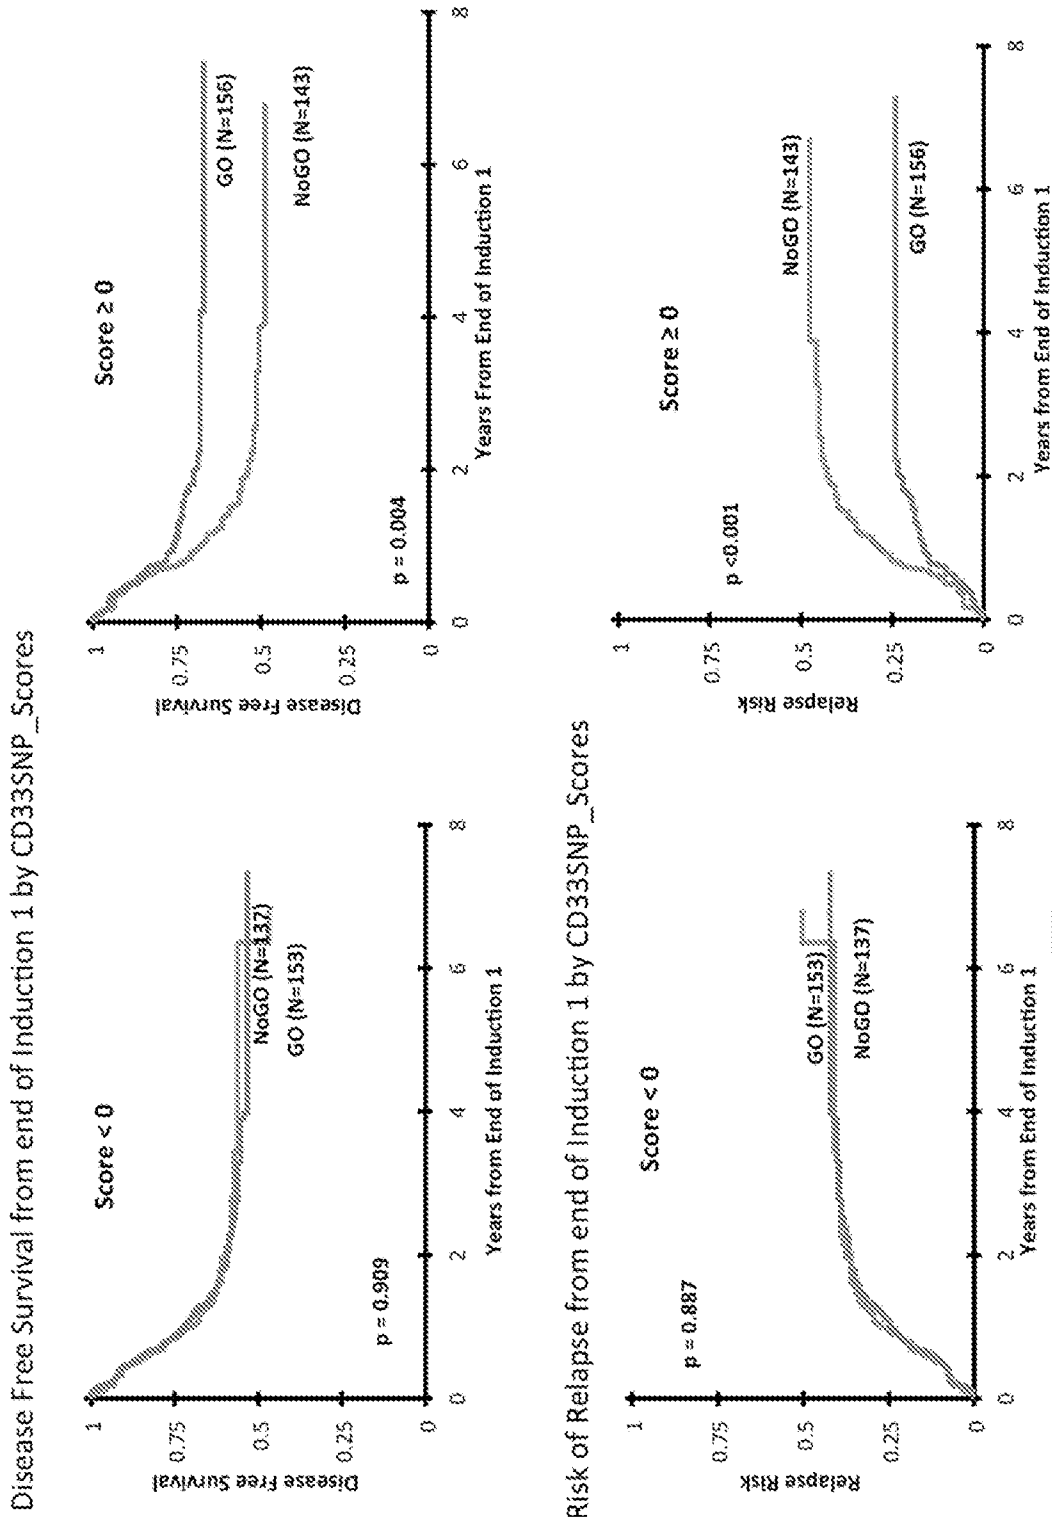 Disease Free Survival from end of Induction 1 by CD33SNP_Scores
Score < 0
1
0.75
0.5
0.25
0
Disease Free Survival
NoGO (N=137)
GO (N=153)
p = 0.909
0 2 4 6 8
Years from End of Induction 1
Score ≥ 0
1
0.75
0.5
0.25
0
Disease Free Survival
GO (N=156)
NoGO (N=143)
p = 0.004
0 2 4 6 8
Years From End of Induction 1
Risk of Relapse from end of Induction 1 by CD33SNP_Scores
Score < 0
1
0.75
0.5
0.25
0
Relapse Risk
p = 0.887
GO (N=153)
NoGO (N=137)
0 2 4 6 8
Years from End of Induction 1
Score ≥ 0
1
0.75
0.5
0.25
0
Relapse Risk
p <0.001
NoGO (N=143)
GO (N=156)
0 2 4 6 8
Years from End of Induction 1